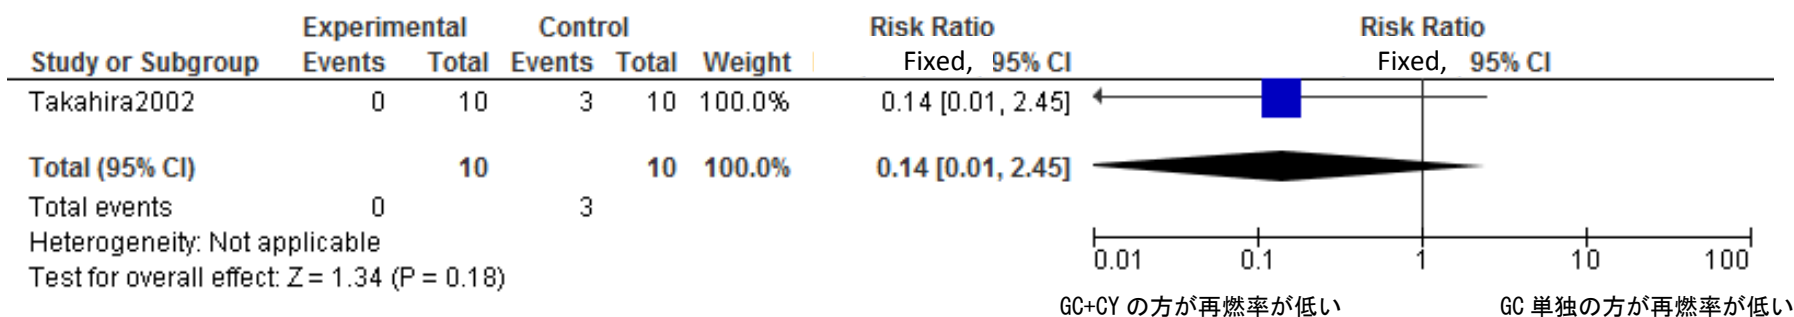 Experimental Control Risk Ratio Risk Ratio
Study or Subgroup Events Total Events Total Weight Fixed, 95% CI Fixed, 95% CI
Takahira2002 0 10 3 10 100.0% 0.14 [0.01, 2.45]
Total (95% CI) 10 10 100.0% 0.14 [0.01, 2.45]
Total events 0 3
Heterogeneity: Not applicable
Test for overall effect: Z = 1.34 (P = 0.18)
0.01 0.1 1 10 100
GC+CY の方が再燃率が低い GC 単独の方が再燃率が低い